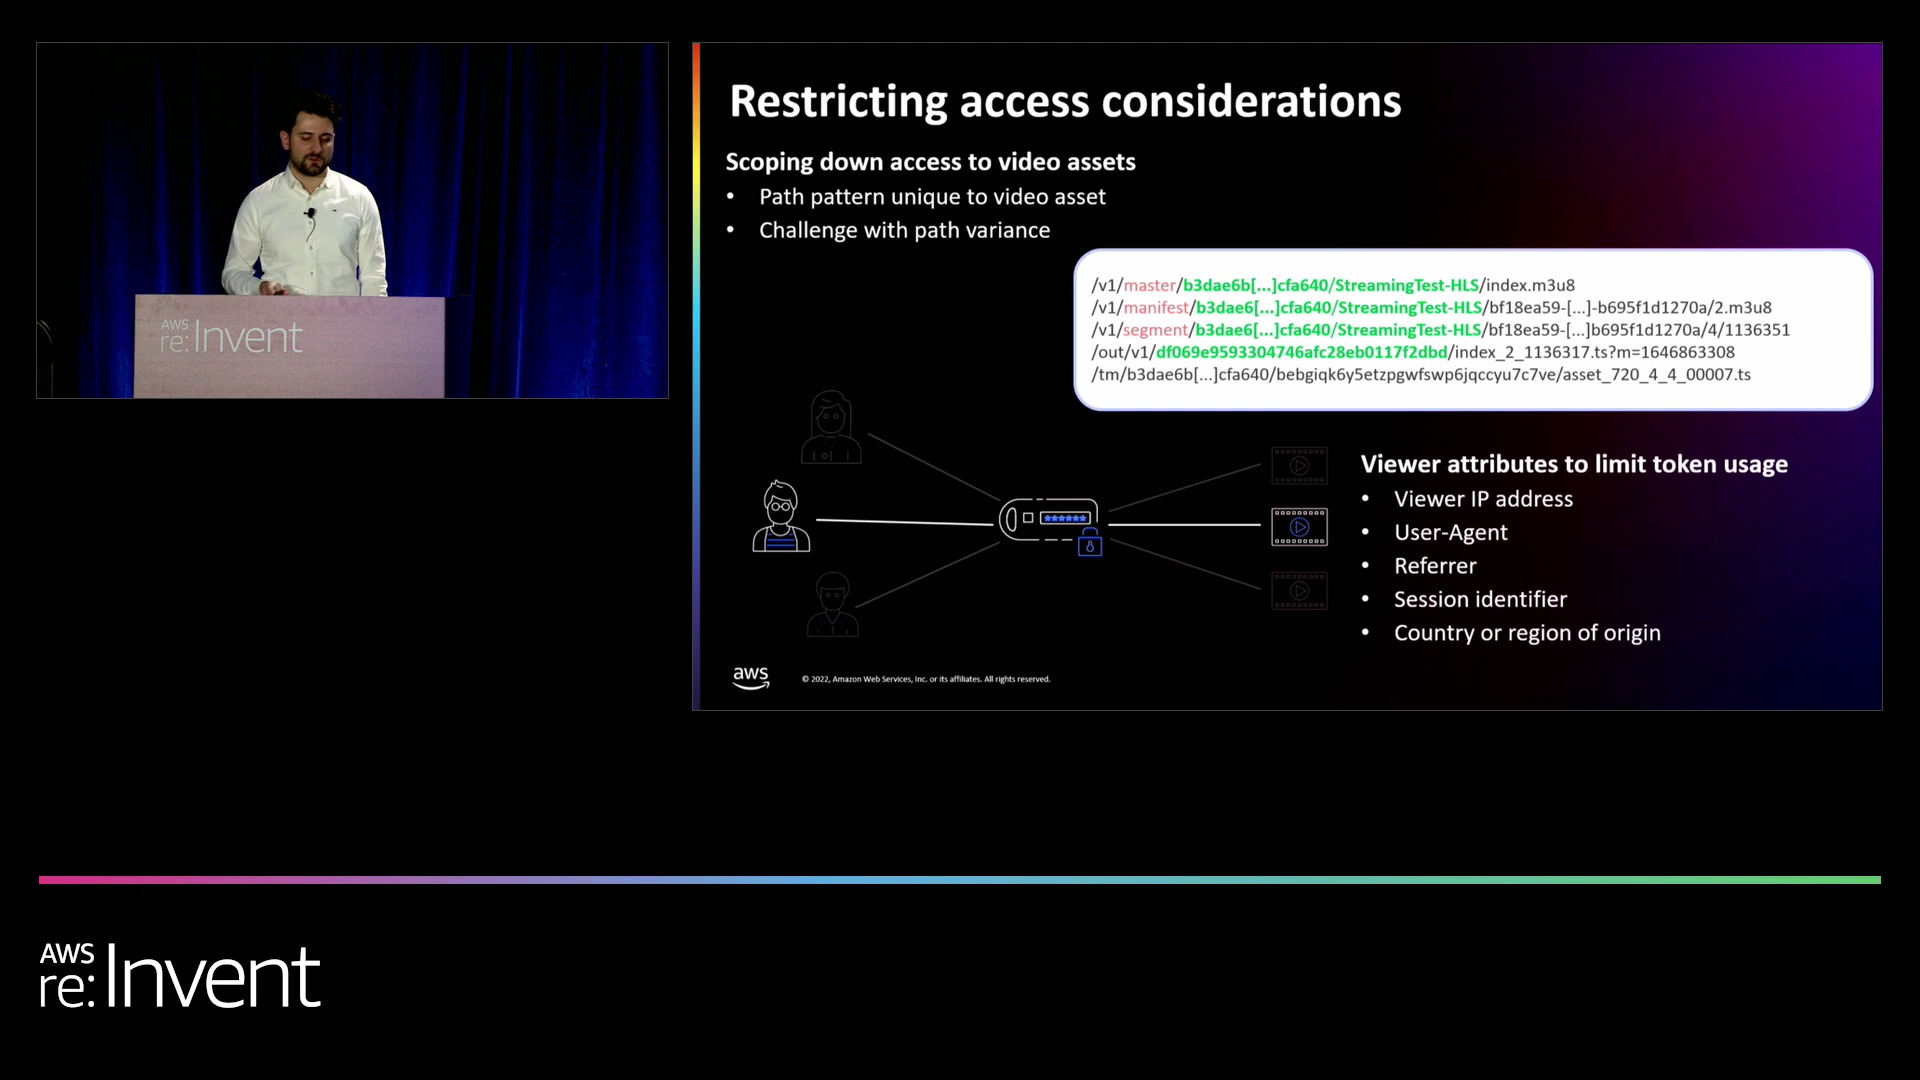 AWS
re:Invent
Restricting access considerations
Scoping down access to video assets
• Path pattern unique to video asset
• Challenge with path variance
/v1/master/b3dae6b[...]cfa640/StreamingTest-HLS/index.m3u8
/v1/manifest/b3dae6[...]cfa640/StreamingTest-HLS/bf18ea59-[...]-b695f1d1270a/2.m3u8
/v1/segment/b3dae6[...]cfa640/StreamingTest-HLS/bf18ea59-[...]b695f1d1270a/4/1136351
/out/v1/df069e9593304746afc28eb0117f2dbd/index_2_1136317.ts?m=1646863308
/tm/b3dae6b[...]cfa640/bebgiqk6y5etzpgwfswp6jqccyu7c7ve/asset_720_4_4_00007.ts
******
Viewer attributes to limit token usage
• Viewer IP address
• User-Agent
• Referrer
• Session identifier
• Country or region of origin
aws
© 2022, Amazon Web Services, Inc. or its affiliates. All rights reserved.
AWS
re:Invent